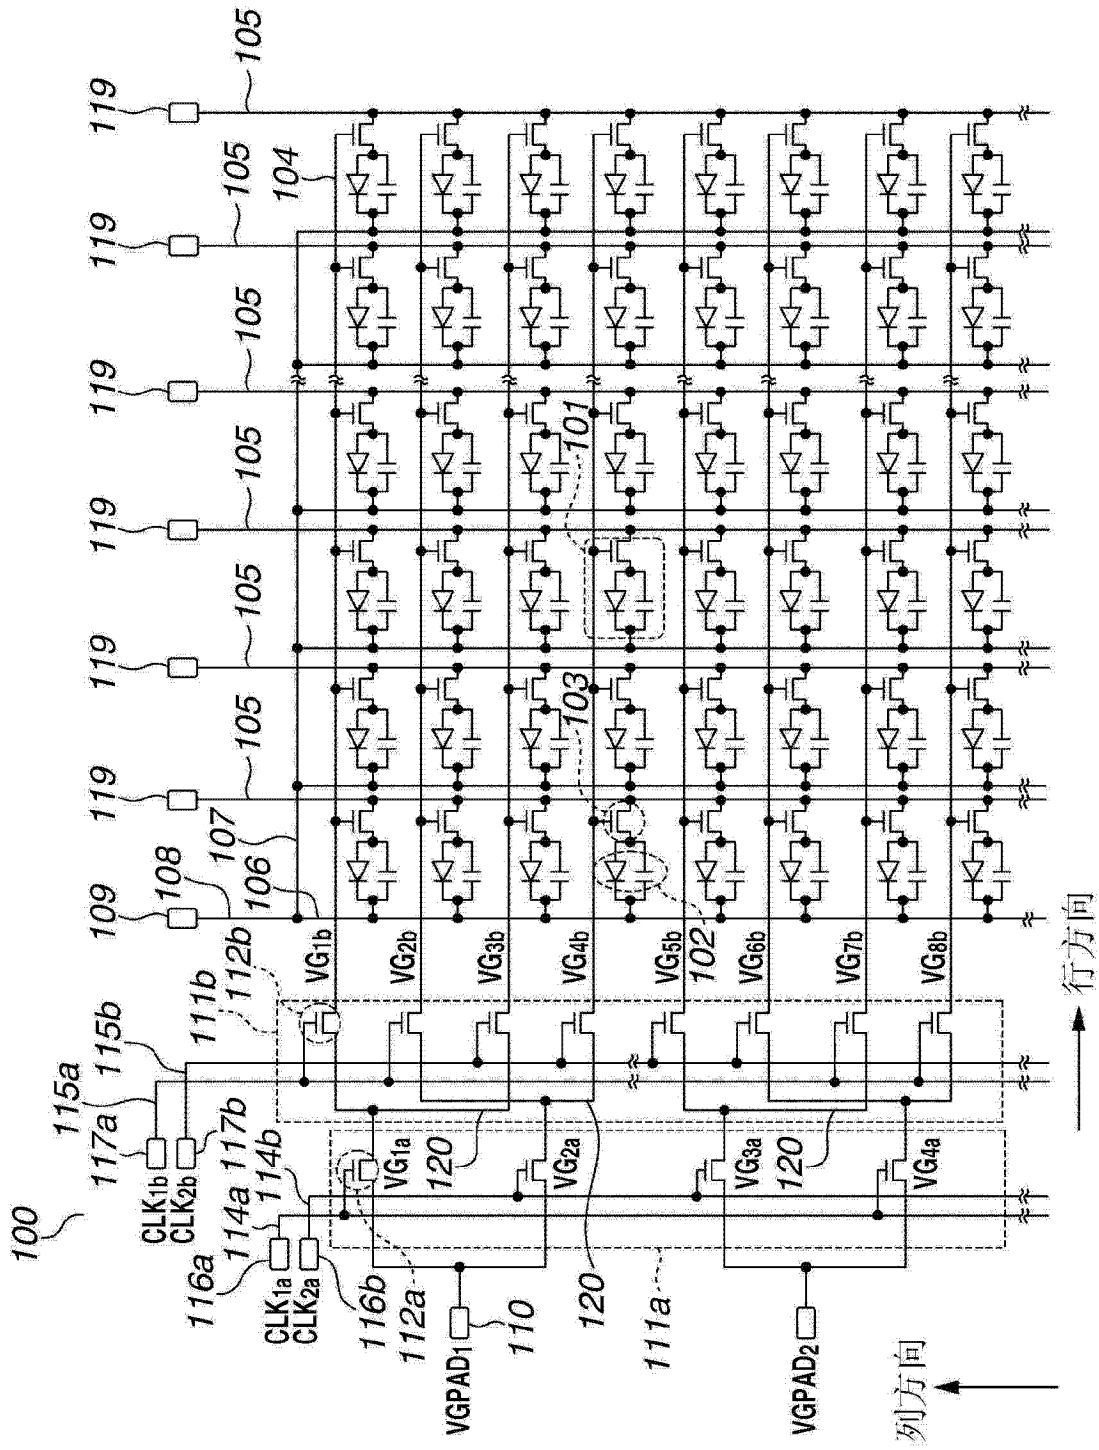 100
119
105
119
105
119
105
119
105
119
105
119
105
104
109
108
107
106
101
103
102
111b
112b
115b
115a
117a
117b
CLK1b
CLK2b
114b
114a
116a
116b
CLK1a
CLK2a
112a
VG1b
VG2b
VG3b
VG4b
VG5b
VG6b
VG7b
VG8b
VG1a
VG2a
VG3a
VG4a
120
120
120
110
111a
VGPAD1
VGPAD2
行方向
列方向